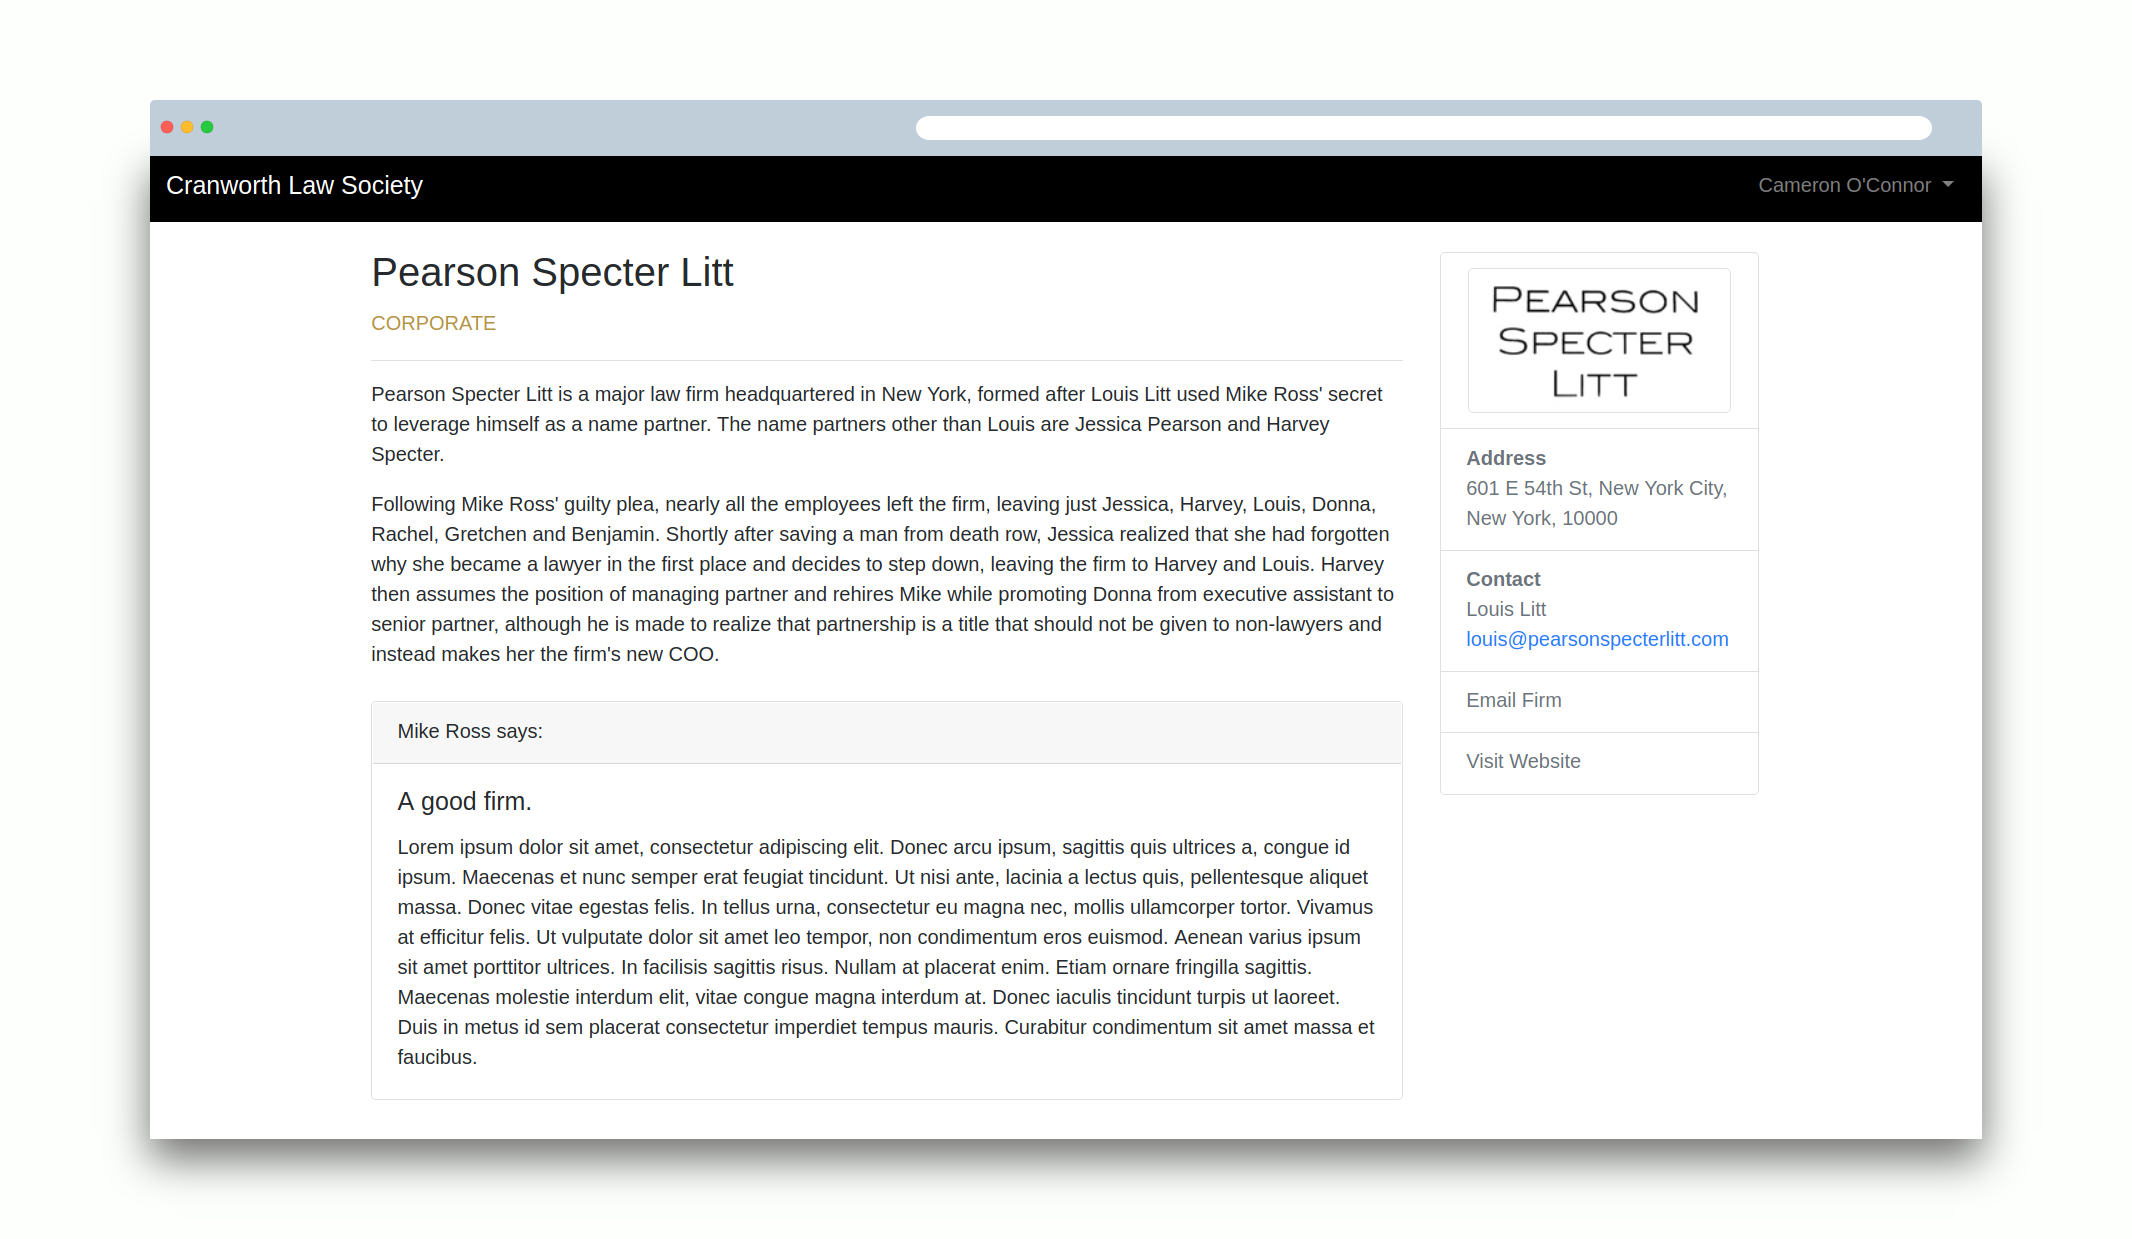 Cranworth Law Society
Cameron O'Connor
Pearson Specter Litt
CORPORATE
Pearson Specter Litt is a major law firm headquartered in New York, formed after Louis Litt used Mike Ross' secret
to leverage himself as a name partner. The name partners other than Louis are Jessica Pearson and Harvey
Specter.
Following Mike Ross' guilty plea, nearly all the employees left the firm, leaving just Jessica, Harvey, Louis, Donna,
Rachel, Gretchen and Benjamin. Shortly after saving a man from death row, Jessica realized that she had forgotten
why she became a lawyer in the first place and decides to step down, leaving the firm to Harvey and Louis. Harvey
then assumes the position of managing partner and rehires Mike while promoting Donna from executive assistant to
senior partner, although he is made to realize that partnership is a title that should not be given to non-lawyers and
instead makes her the firm's new COO.
Mike Ross says:
A good firm.
Lorem ipsum dolor sit amet, consectetur adipiscing elit. Donec arcu ipsum, sagittis quis ultrices a, congue id
ipsum. Maecenas et nunc semper erat feugiat tincidunt. Ut nisi ante, lacinia a lectus quis, pellentesque aliquet
massa. Donec vitae egestas felis. In tellus urna, consectetur eu magna nec, mollis ullamcorper tortor. Vivamus
at efficitur felis. Ut vulputate dolor sit amet leo tempor, non condimentum eros euismod. Aenean varius ipsum
sit amet porttitor ultrices. In facilisis sagittis risus. Nullam at placerat enim. Etiam ornare fringilla sagittis.
Maecenas molestie interdum elit, vitae congue magna interdum at. Donec iaculis tincidunt turpis ut laoreet.
Duis in metus id sem placerat consectetur imperdiet tempus mauris. Curabitur condimentum sit amet massa et
faucibus.
PEARSON
SPECTER
LITT
Address
601 E 54th St, New York City,
New York, 10000
Contact
Louis Litt
louis@pearsonspecterlitt.com
Email Firm
Visit Website